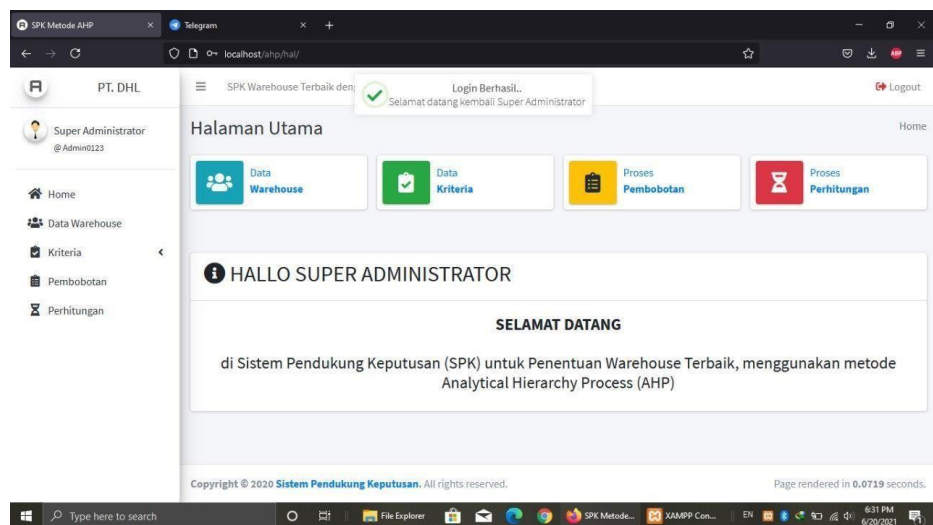 SPK Metode AHP
Telegram
localhost/ahp/hal/
ABP
PT. DHL
SPK Warehouse Terbaik den
Login Berhasil..
Selamat datang kembali Super Administrator
Logout
Super Administrator
@ Admin0123
Halaman Utama
Home
Data
Warehouse
Data
Kriteria
Proses
Pembobotan
Proses
Perhitungan
Home
Data Warehouse
Kriteria
Pembobotan
Perhitungan
HALLO SUPER ADMINISTRATOR
SELAMAT DATANG
di Sistem Pendukung Keputusan (SPK) untuk Penentuan Warehouse Terbaik, menggunakan metode
Analytical Hierarchy Process (AHP)
Copyright © 2020 Sistem Pendukung Keputusan. All rights reserved.
Page rendered in 0.0719 seconds.
Type here to search
File Explorer
SPK Metode...
XAMPP Con...
EN
6:31 PM
6/20/2021